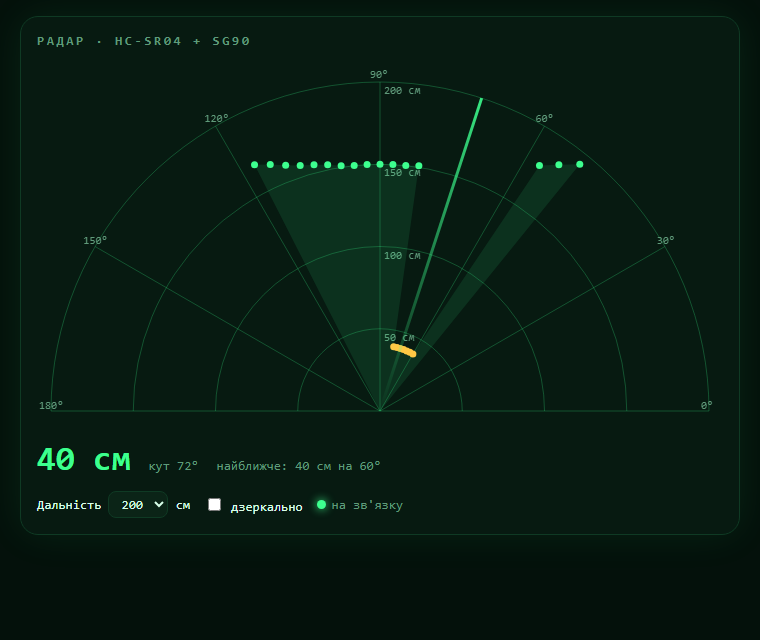 РАДАР · HC-SR04 + SG90
90°
200 см
120°
60°
150 см
150°
30°
100 см
50 см
180°
0°
40 см кут 72° найближче: 40 см на 60°
Дальність 200 см дзеркально на зв'язку